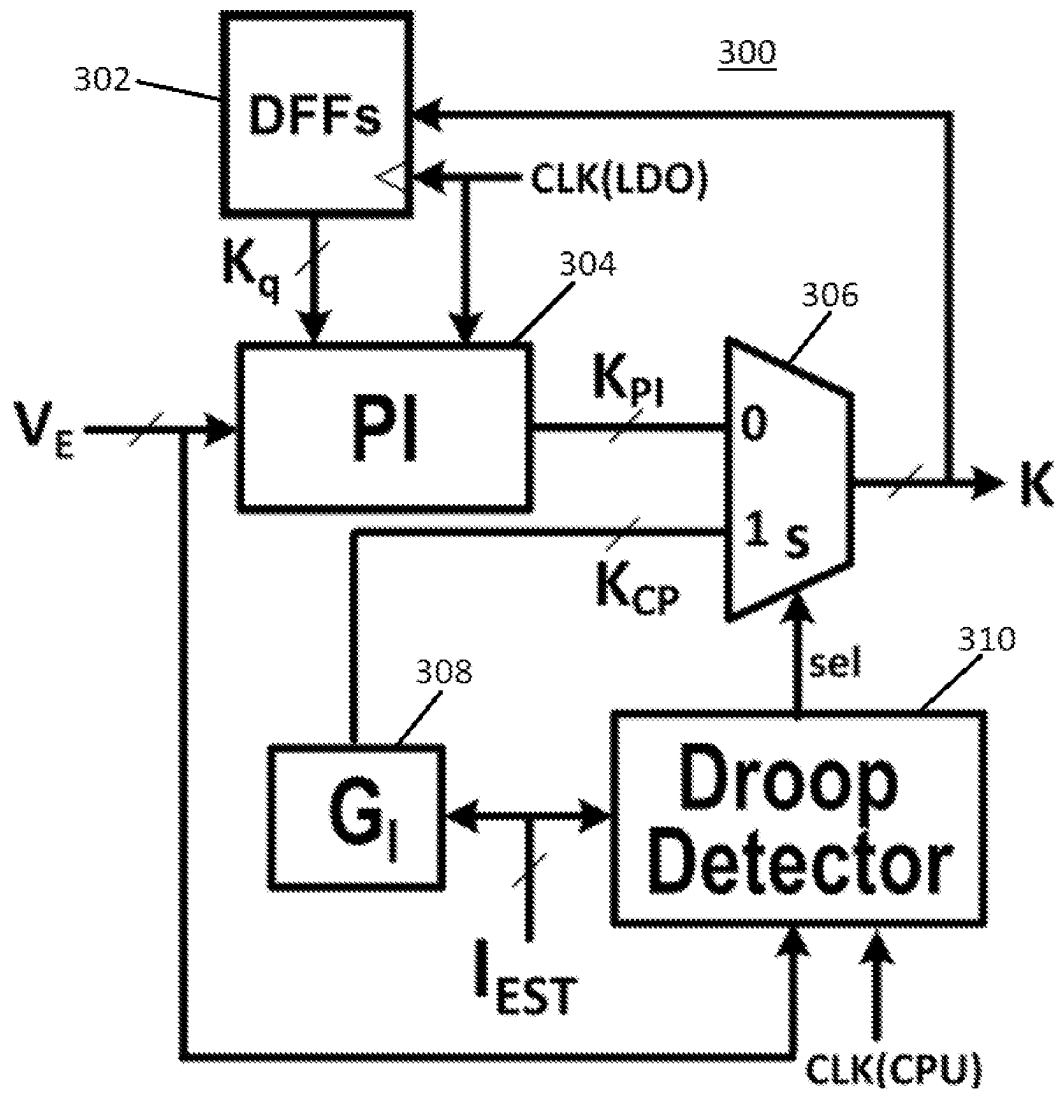 302
DFFs
300
CLK(LDO)
Kq
304
306
VE
PI
KPI
0
K
1 S
KCP
sel
310
308
GI
Droop
Detector
IEST
CLK(CPU)